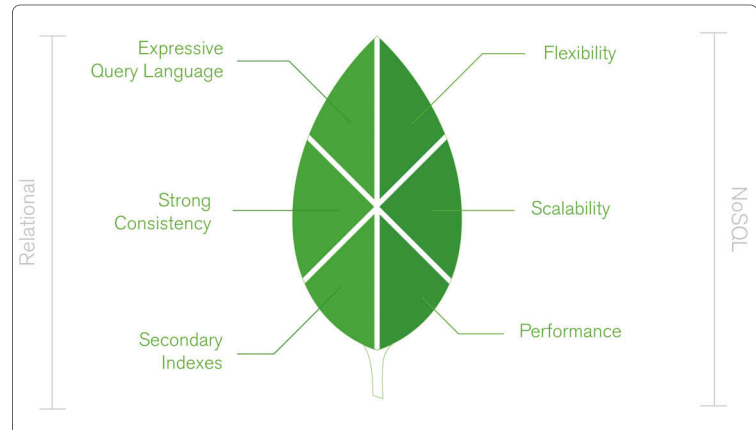 Relational
Expressive
Query Language
Strong
Consistency
Secondary
Indexes
Flexibility
Scalability
Performance
NoSQL